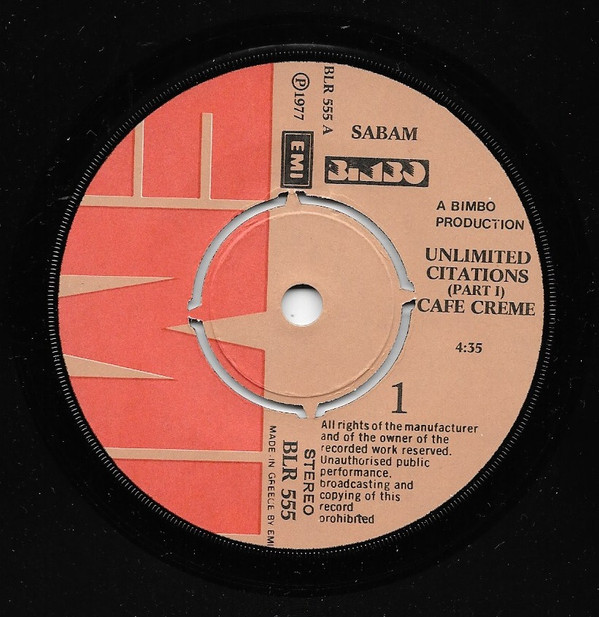 BLR 555 A
Ⓟ1977
EMI
SABAM
BIMBO
A BIMBO
PRODUCTION
UNLIMITED
CITATIONS
(PART I)
CAFE CREME
4:35
1
All rights of the manufacturer
and of the owner of the
recorded work reserved.
Unauthorised public
performance,
broadcasting and
copying of this
record
prohibited
STEREO
BLR 555
MADE IN GREECE BY EMI
EMI